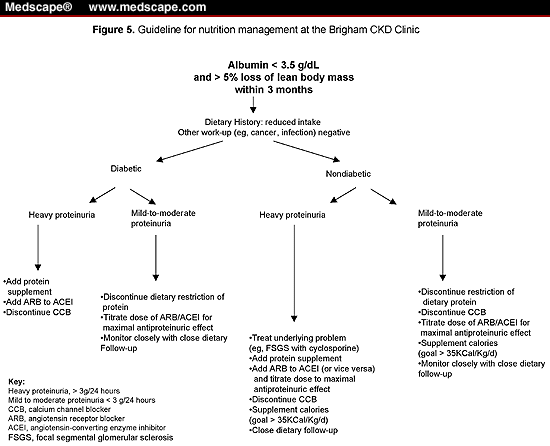 Medscape® www.medscape.com
Figure 5. Guideline for nutrition management at the Brigham CKD Clinic
Albumin < 3.5 g/dL
and > 5% loss of lean body mass
within 3 months
Dietary History: reduced intake
Other work-up (eg, cancer, infection) negative
Diabetic
Nondiabetic
Heavy proteinuria
Mild-to-moderate
proteinuria
Heavy proteinuria
Mild-to-moderate
proteinuria
•Add protein
supplement
•Add ARB to ACEI
•Discontinue CCB
•Discontinue dietary restriction of
protein
•Titrate dose of ARB/ACEI for
maximal antiproteinuric effect
•Monitor closely with close dietary
Follow-up
•Treat underlying problem
(eg, FSGS with cyclosporine)
•Add protein supplement
•Add ARB to ACEI (or vice versa)
and titrate dose to maximal
antiproteinuric effect
•Discontinue CCB
•Supplement calories
(goal > 35KCal/Kg/d)
•Close dietary follow-up
•Discontinue restriction of
dietary protein
•Discontinue CCB
•Titrate dose of ARB/ACEI for
maximal antiproteinuric effect
•Supplement calories
(goal > 35KCal/Kg/d)
•Monitor closely with close dietary
follow-up
Key:
Heavy proteinuria, > 3g/24 hours
Mild to moderate proteinuria < 3 g/24 hours
CCB, calcium channel blocker
ARB, angiotensin receptor blocker
ACEI, angiotensin-converting enzyme inhibitor
FSGS, focal segmental glomerular sclerosis